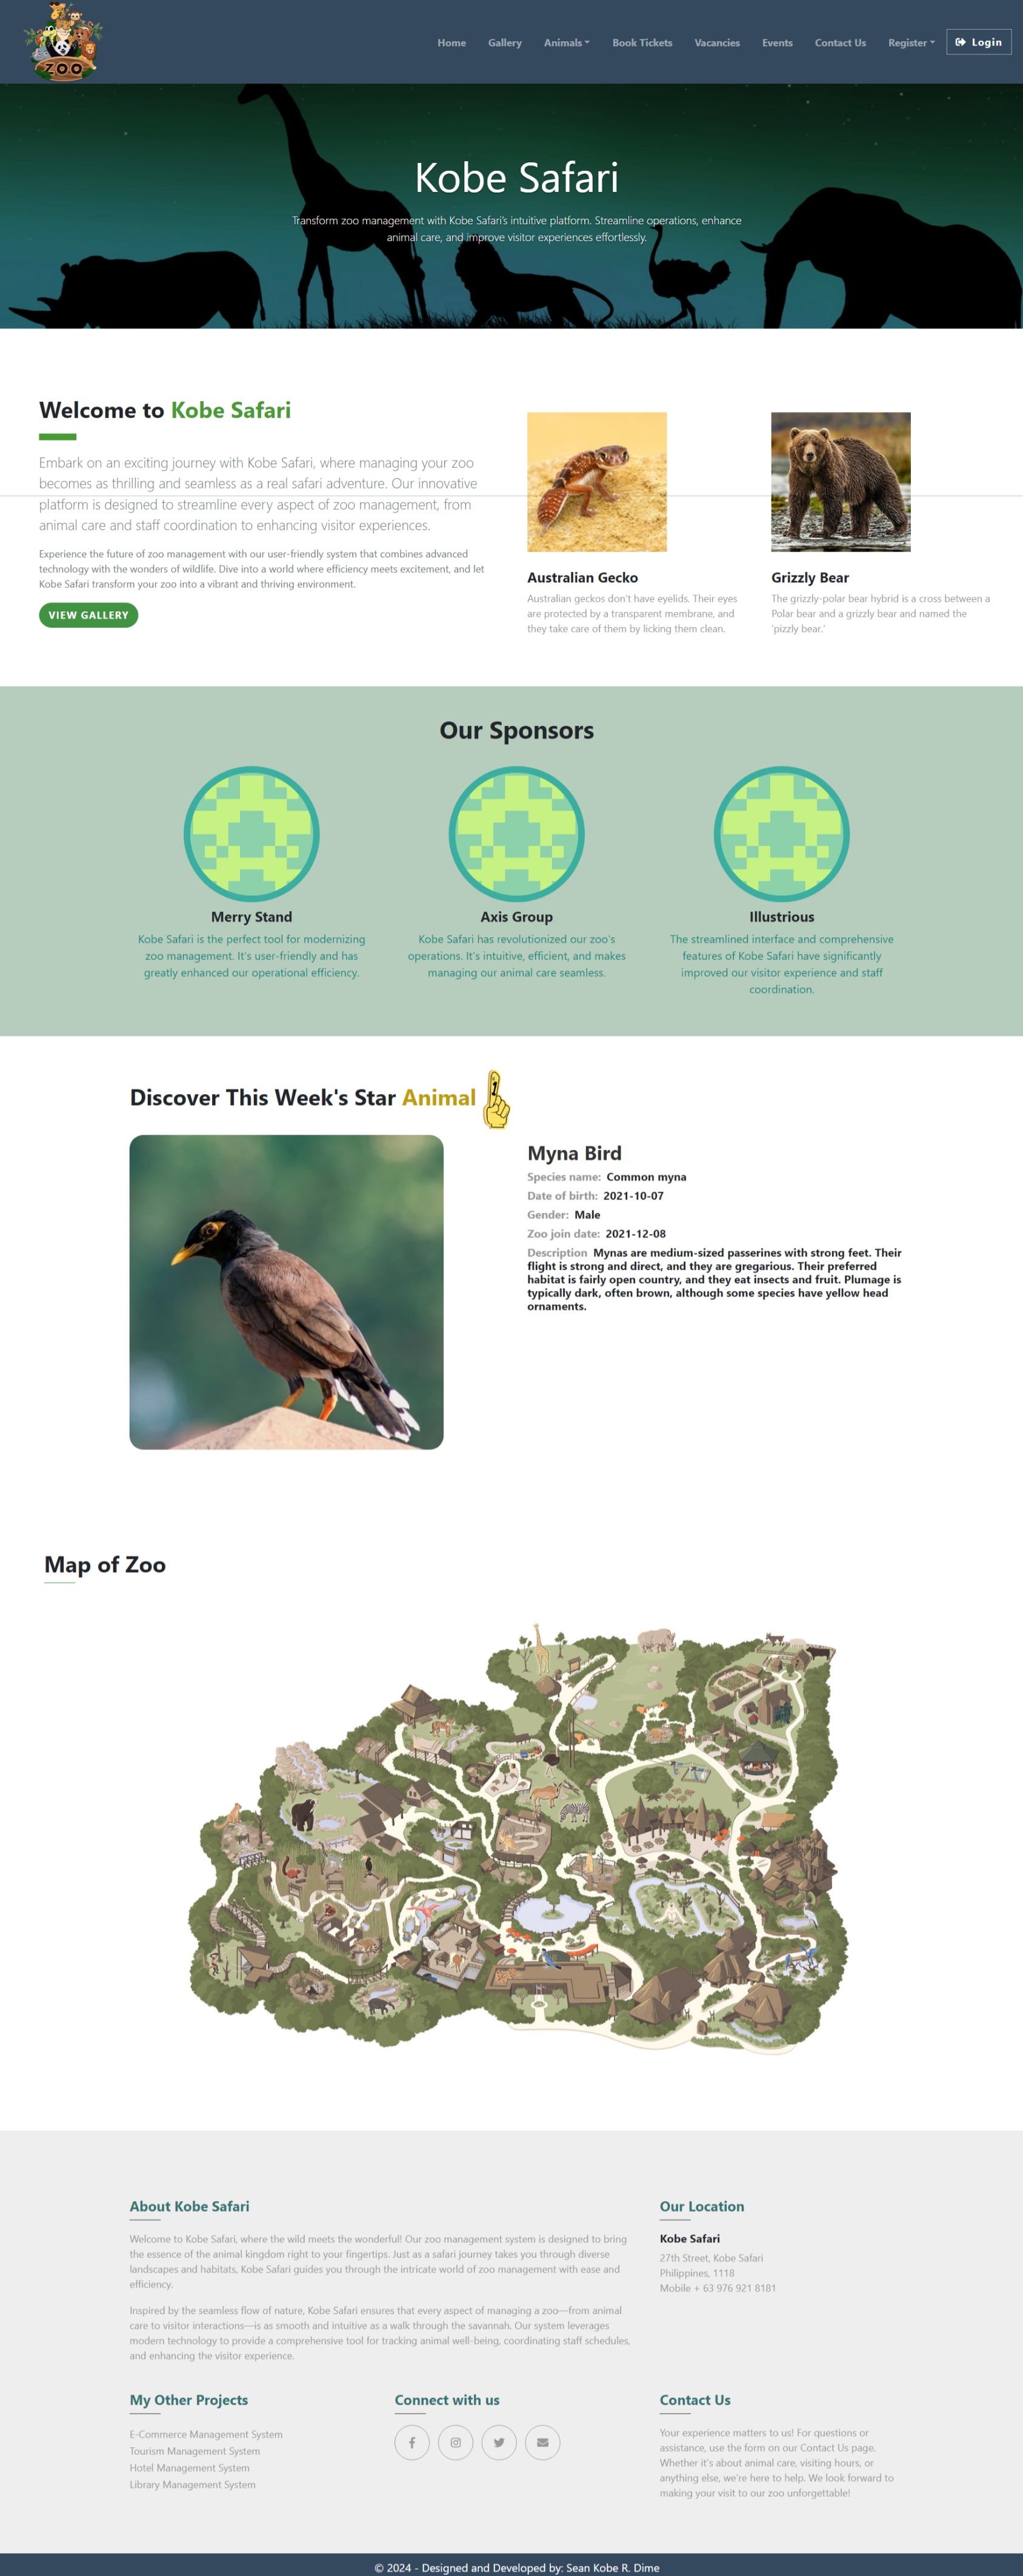 ZOO
Home
Gallery
Animals
Book Tickets
Vacancies
Events
Contact Us
Register
Login
Kobe Safari
Transform zoo management with Kobe Safari's intuitive platform. Streamline operations, enhance
animal care, and improve visitor experiences effortlessly.
Welcome to Kobe Safari
Embark on an exciting journey with Kobe Safari, where managing your zoo
becomes as thrilling and seamless as a real safari adventure. Our innovative
platform is designed to streamline every aspect of zoo management, from
animal care and staff coordination to enhancing visitor experiences.
Experience the future of zoo management with our user-friendly system that combines advanced
technology with the wonders of wildlife. Dive into a world where efficiency meets excitement, and let
Kobe Safari transform your zoo into a vibrant and thriving environment.
VIEW GALLERY
Australian Gecko
Australian geckos don't have eyelids. Their eyes
are protected by a transparent membrane, and
they take care of them by licking them clean.
Grizzly Bear
The grizzly-polar bear hybrid is a cross between a
Polar bear and a grizzly bear and named the
'pizzly bear.'
Our Sponsors
Merry Stand
Kobe Safari is the perfect tool for modernizing
zoo management. It's user-friendly and has
greatly enhanced our operational efficiency.
Axis Group
Kobe Safari has revolutionized our zoo's
operations. It's intuitive, efficient, and makes
managing our animal care seamless.
Illustrious
The streamlined interface and comprehensive
features of Kobe Safari have significantly
improved our visitor experience and staff
coordination.
Discover This Week's Star Animal
1
Myna Bird
Species name: Common myna
Date of birth: 2021-10-07
Gender: Male
Zoo join date: 2021-12-08
Description Mynas are medium-sized passerines with strong feet. Their
flight is strong and direct, and they are gregarious. Their preferred
habitat is fairly open country, and they eat insects and fruit. Plumage is
typically dark, often brown, although some species have yellow head
ornaments.
Map of Zoo
About Kobe Safari
Welcome to Kobe Safari, where the wild meets the wonderful! Our zoo management system is designed to bring
the essence of the animal kingdom right to your fingertips. Just as a safari journey takes you through diverse
landscapes and habitats, Kobe Safari guides you through the intricate world of zoo management with ease and
efficiency.
Inspired by the seamless flow of nature, Kobe Safari ensures that every aspect of managing a zoo—from animal
care to visitor interactions—is as smooth and intuitive as a walk through the savannah. Our system leverages
modern technology to provide a comprehensive tool for tracking animal well-being, coordinating staff schedules,
and enhancing the visitor experience.
Our Location
Kobe Safari
27th Street, Kobe Safari
Philippines, 1118
Mobile + 63 976 921 8181
My Other Projects
E-Commerce Management System
Tourism Management System
Hotel Management System
Library Management System
Connect with us
Contact Us
Your experience matters to us! For questions or
assistance, use the form on our Contact Us page.
Whether it's about animal care, visiting hours, or
anything else, we're here to help. We look forward to
making your visit to our zoo unforgettable!
© 2024 - Designed and Developed by: Sean Kobe R. Dime